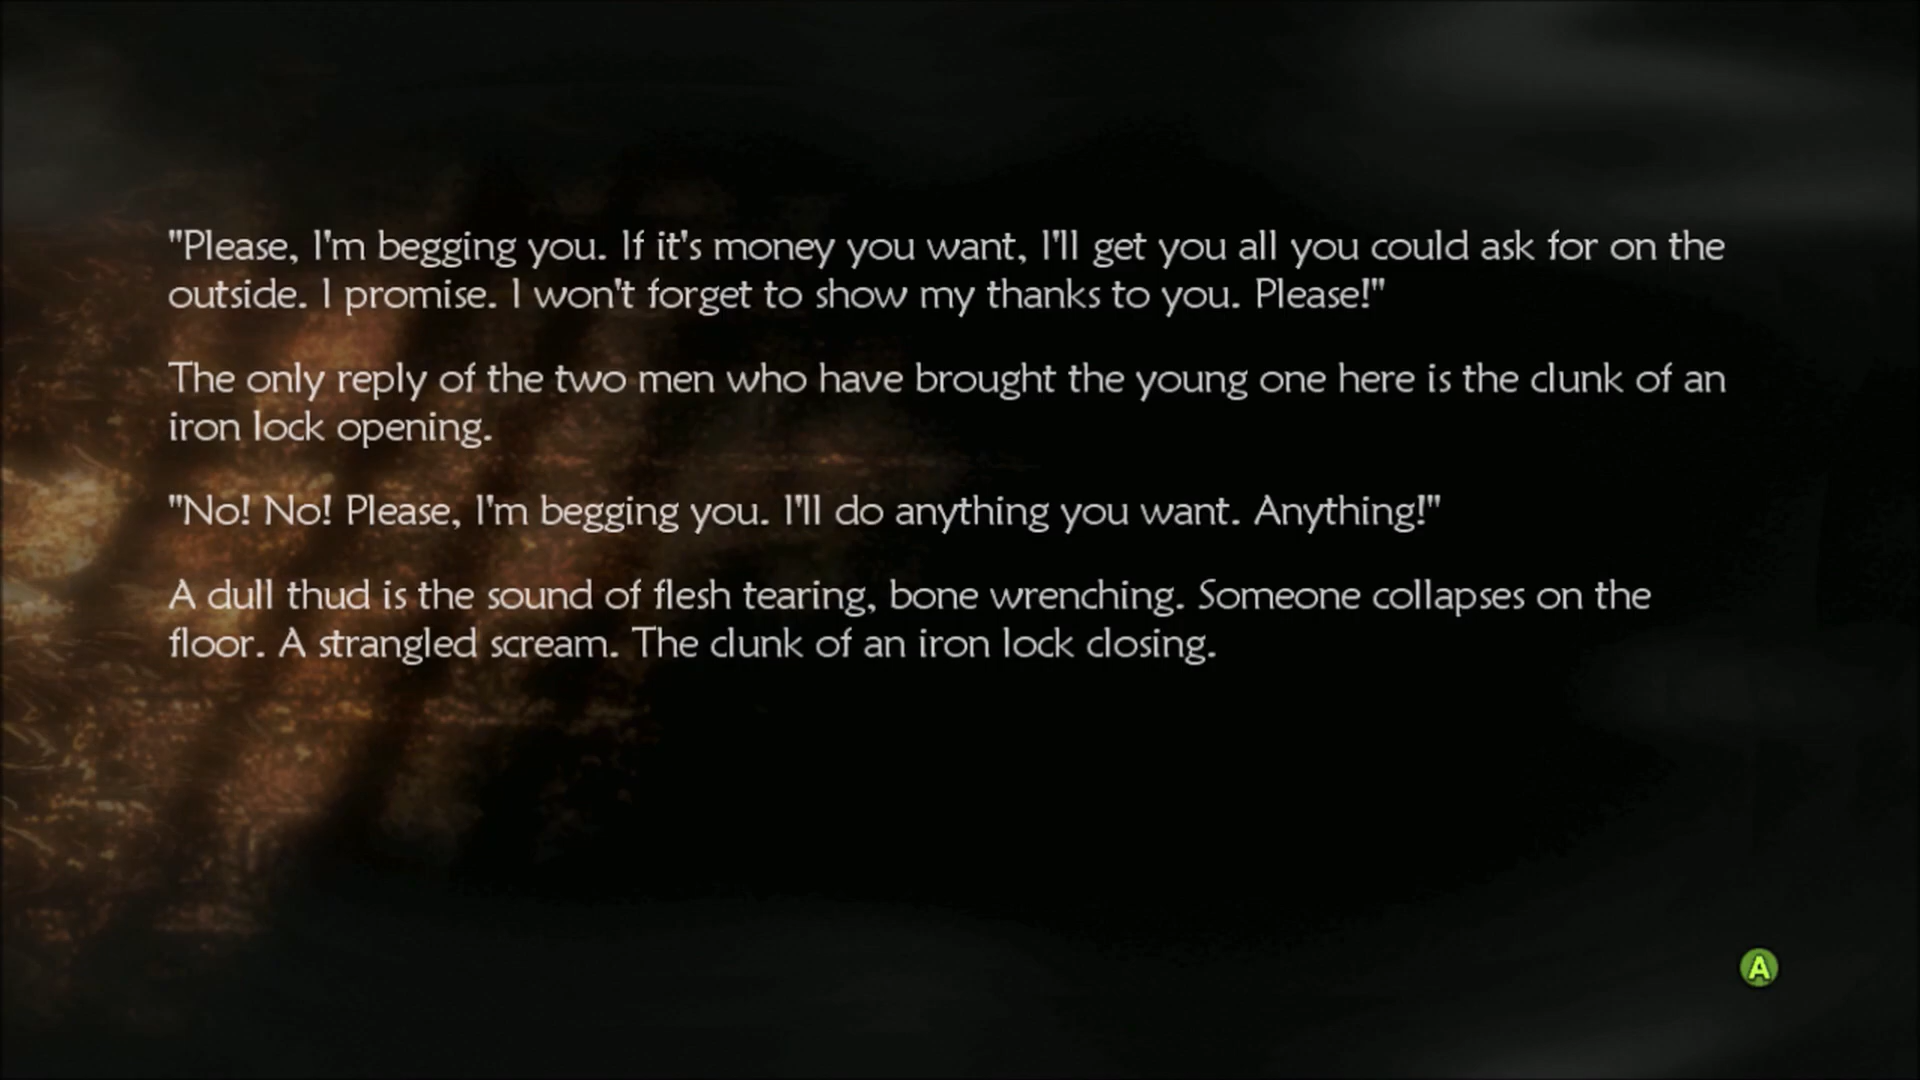 "Please, I'm begging you. If it's money you want, I'll get you all you could ask for on the
outside. I promise. I won't forget to show my thanks to you. Please!"
The only reply of the two men who have brought the young one here is the clunk of an
iron lock opening.
"No! No! Please, I'm begging you. I'll do anything you want. Anything!"
A dull thud is the sound of flesh tearing, bone wrenching. Someone collapses on the
floor. A strangled scream. The clunk of an iron lock closing.
A